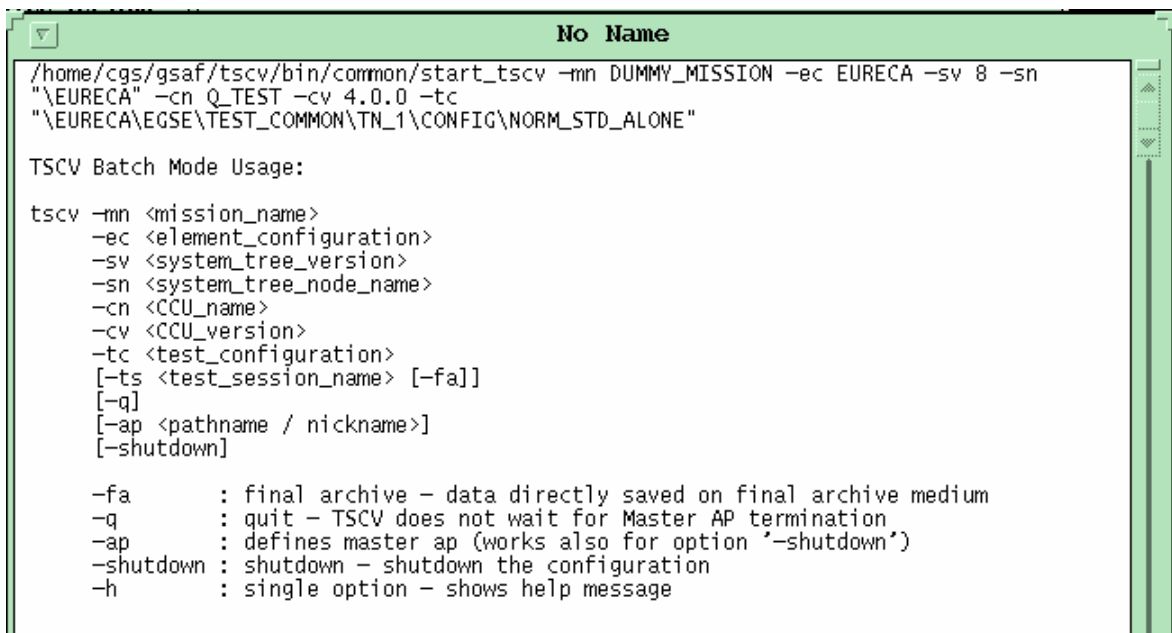 No Name
/home/cgs/gsaf/tscv/bin/common/start_tscv -mn DUMMY_MISSION -ec EURECA -sv 8 -sn
"\EURECA" -cn Q_TEST -cv 4.0.0 -tc
"\EURECA\EGSE\TEST_COMMON\TN_1\CONFIG\NORM_STD_ALONE"
TSCV Batch Mode Usage:
tscv -mn <mission_name>
-ec <element_configuration>
-sv <system_tree_version>
-sn <system_tree_node_name>
-cn <CCU_name>
-cv <CCU_version>
-tc <test_configuration>
[-ts <test_session_name> [-fa]]
[-q]
[-ap <pathname / nickname>]
[-shutdown]
-fa : final archive - data directly saved on final archive medium
-q : quit - TSCV does not wait for Master AP termination
-ap : defines master ap (works also for option '-shutdown')
-shutdown : shutdown - shutdown the configuration
-h : single option - shows help message